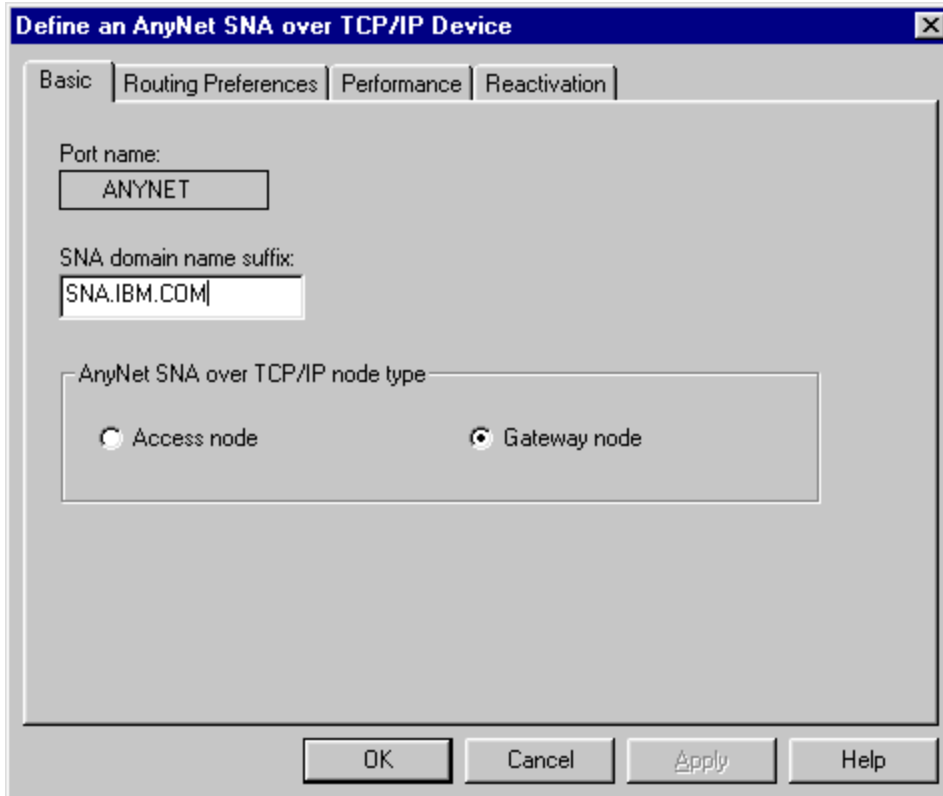 Define an AnyNet SNA over TCP/IP Device
Basic Routing Preferences Performance Reactivation
Port name:
ANYNET
SNA domain name suffix:
SNA.IBM.COM
AnyNet SNA over TCP/IP node type
Access node Gateway node
OK Cancel Apply Help